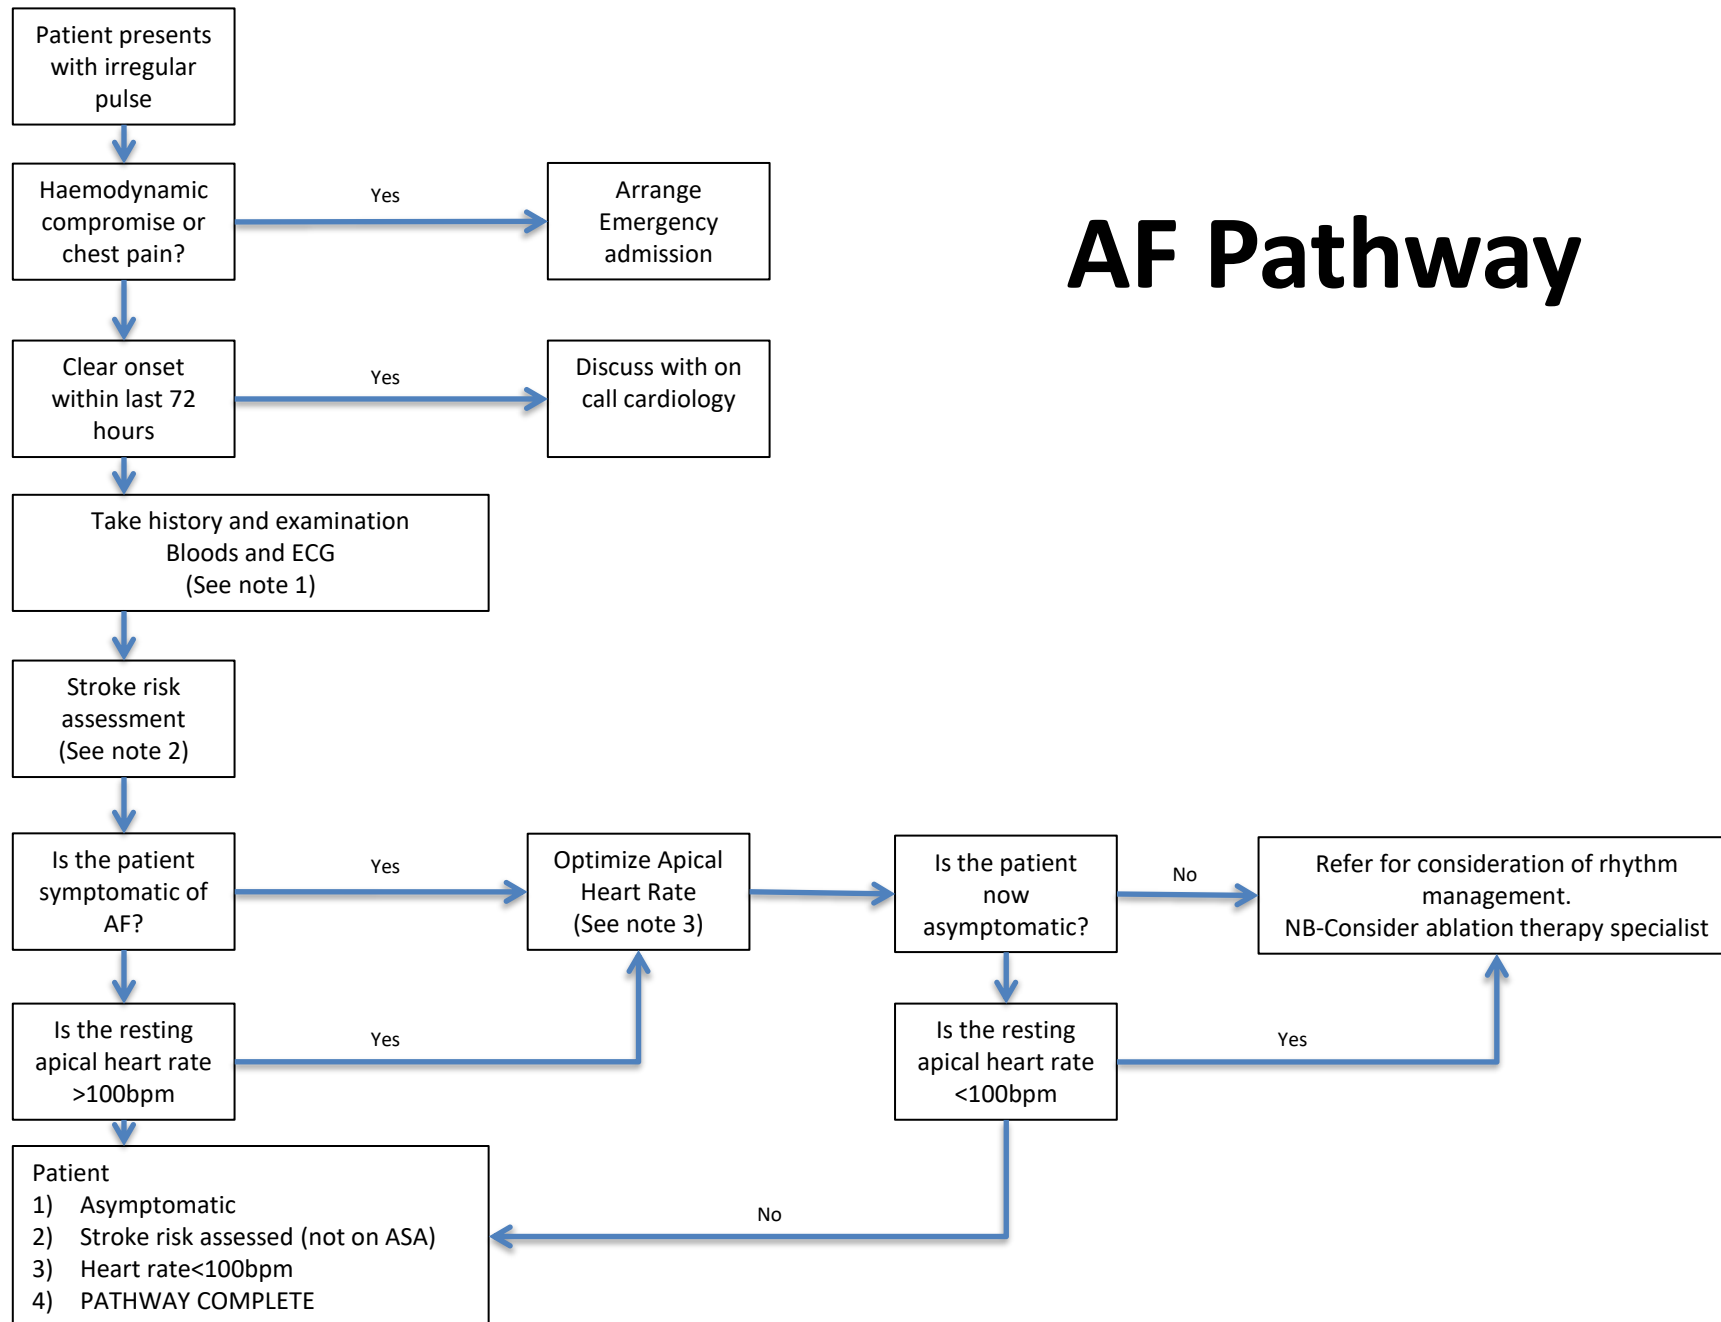 Patient presents
with irregular
pulse
AF Pathway
Haemodynamic
compromise or
chest pain?
Yes
Arrange
Emergency
admission
Clear onset
within last 72
hours
Yes
Discuss with on
call cardiology
Take history and examination
Bloods and ECG
(See note 1)
Stroke risk
assessment
(See note 2)
Is the patient
symptomatic of
AF?
Yes
Optimize Apical
Heart Rate
(See note 3)
Is the patient
now
asymptomatic?
No
Refer for consideration of rhythm
management.
NB-Consider ablation therapy specialist
Is the resting
apical heart rate
>100bpm
Yes
Is the resting
apical heart rate
<100bpm
Yes
No
Patient
1) Asymptomatic
2) Stroke risk assessed (not on ASA)
3) Heart rate<100bpm
4) PATHWAY COMPLETE